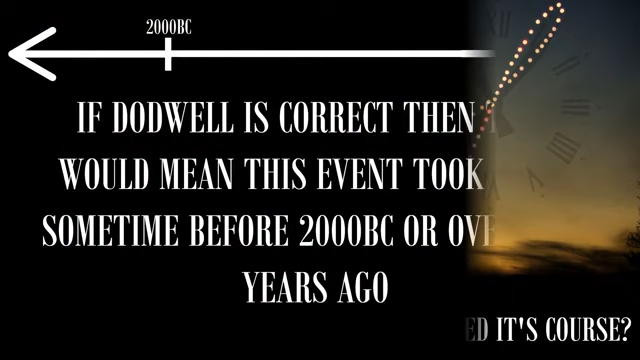 2000BC
IF DODWELL IS CORRECT THEN
WOULD MEAN THIS EVENT TOOK
SOMETIME BEFORE 2000BC OR
YEARS AGO
IT'S COURSE?